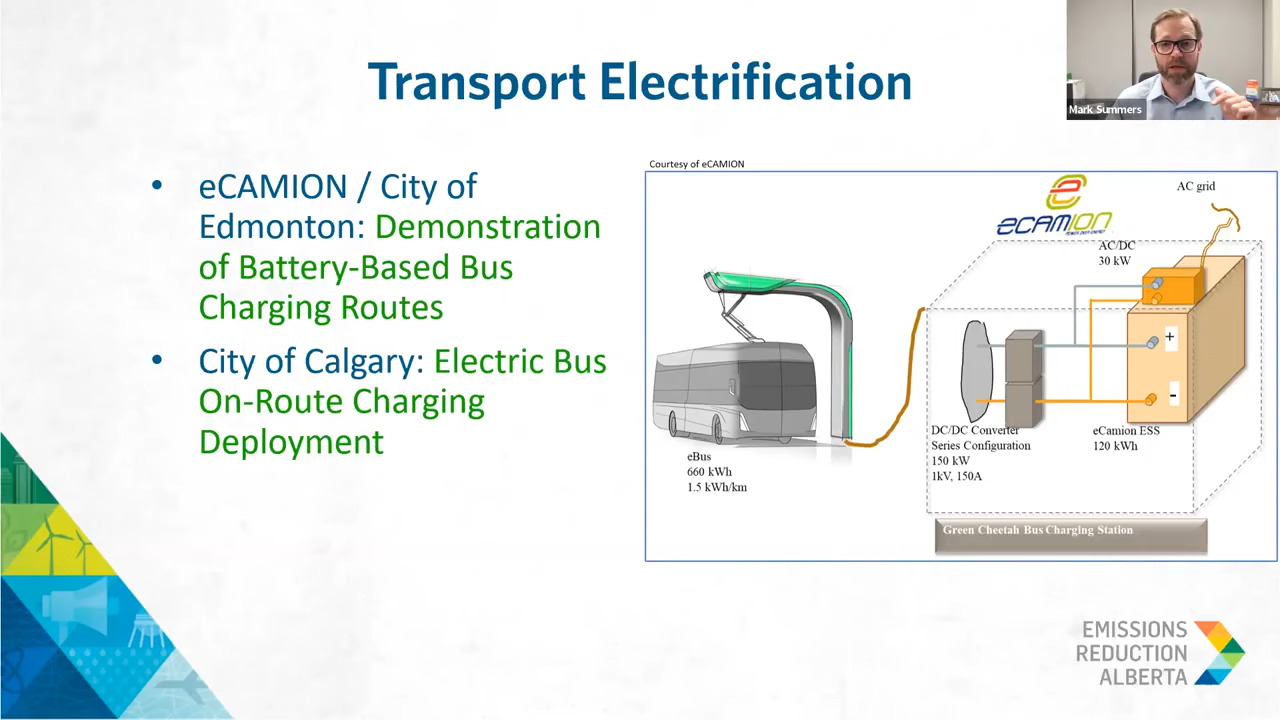 Transport Electrification
Mark Summers
• eCAMION / City of
Edmonton: Demonstration
of Battery-Based Bus
Charging Routes
• City of Calgary: Electric Bus
On-Route Charging
Deployment
Courtesy of eCAMION
AC grid
eCAMION
AC/DC
30 kW
+
-
DC/DC Converter
Series Configuration
150 kW
1kV, 150A
eCamion ESS
120 kWh
eBus
660 kWh
1.5 kWh/km
Green Cheetah Bus Charging Station
EMISSIONS
REDUCTION
ALBERTA